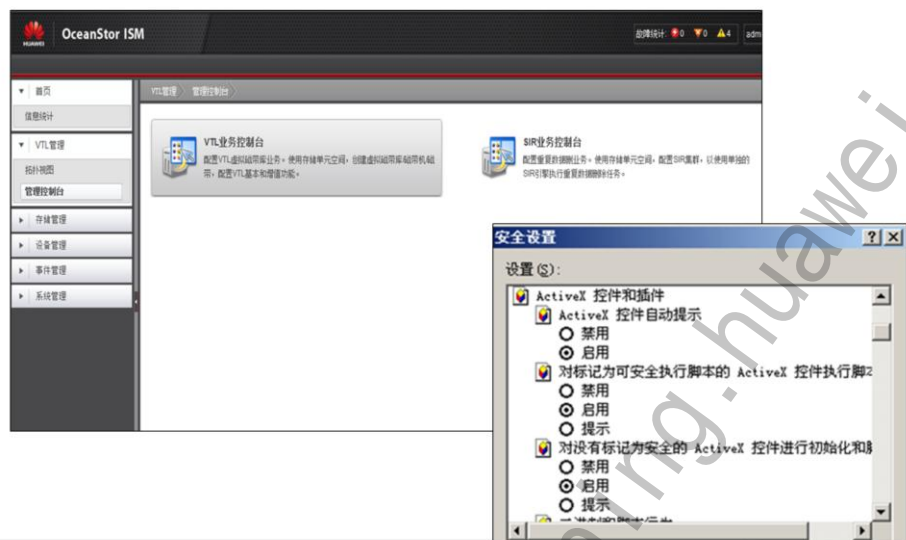 HUAWEI
OceanStor ISM
故障统计: 0 0 4
adm
首页
信息统计
VTL管理
拓扑视图
管理控制台
存储管理
设备管理
事件管理
系统管理
VTL管理 管理控制台
VTL业务控制台
配置VTL虚拟磁带库业务。使用存储单元空间，创建虚拟磁带库磁带机磁
带，配置VTL基本和增值功能。
SIR业务控制台
配置重复数据删业务。使用存储单元空间，配置SIR集群，以使用单独的
SIR引擎执行重复数据删除任务。
安全设置
设置(S):
ActiveX 控件和插件
ActiveX 控件自动提示
禁用
启用
对标记为可安全执行脚本的 ActiveX 控件执行脚
禁用
启用
提示
对没有标记为安全的 ActiveX 控件进行初始化和
禁用
启用
提示
二进制和脚本行为
ing.huawei